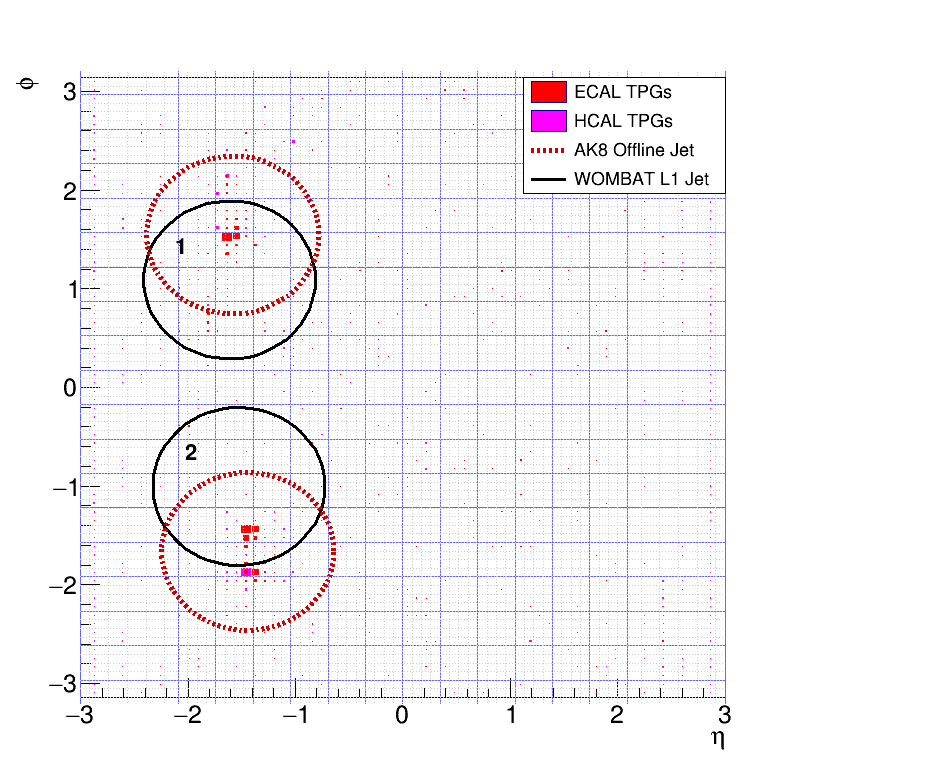 φ
3
2
1
0
−1
−2
−3
ECAL TPGs
HCAL TPGs
AK8 Offline Jet
WOMBAT L1 Jet
1
2
−3 −2 −1 0 1 2 3
η